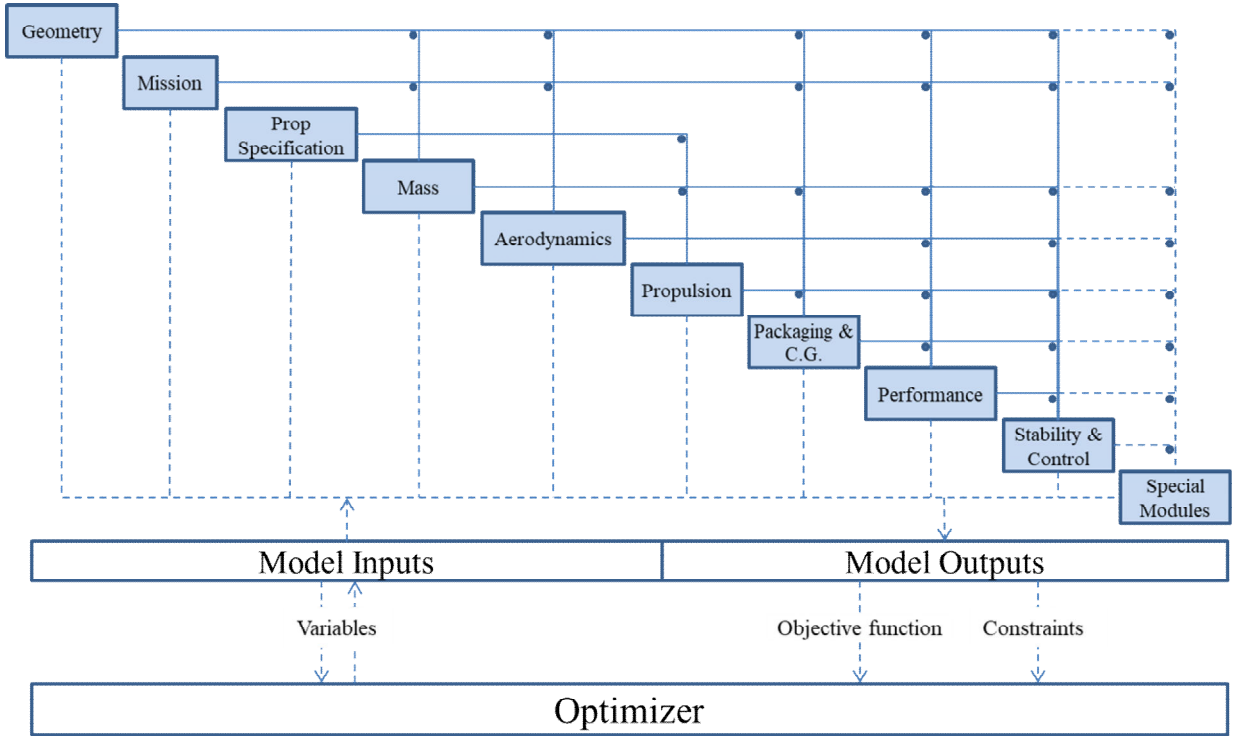 Geometry
Mission
Prop
Specification
Mass
Aerodynamics
Propulsion
Packaging &
C.G.
Performance
Stability &
Control
Special
Modules
Model Inputs
Model Outputs
Variables
Objective function
Constraints
Optimizer